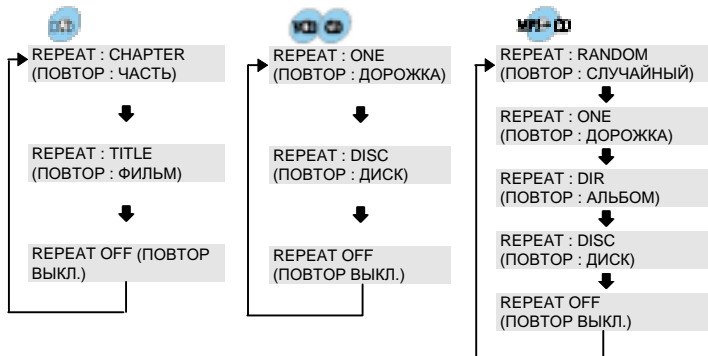 DVD
REPEAT : CHAPTER
(ПОВТОР : ЧАСТЬ)
REPEAT : TITLE
(ПОВТОР : ФИЛЬМ)
REPEAT OFF (ПОВТОР
ВЫКЛ.)
VCD CD
REPEAT : ONE
(ПОВТОР : ДОРОЖКА)
REPEAT : DISC
(ПОВТОР : ДИСК)
REPEAT OFF
(ПОВТОР ВЫКЛ.)
MP3-CD
REPEAT : RANDOM
(ПОВТОР : СЛУЧАЙНЫЙ)
REPEAT : ONE
(ПОВТОР : ДОРОЖКА)
REPEAT : DIR
(ПОВТОР : АЛЬБОМ)
REPEAT : DISC
(ПОВТОР : ДИСК)
REPEAT OFF
(ПОВТОР ВЫКЛ.)